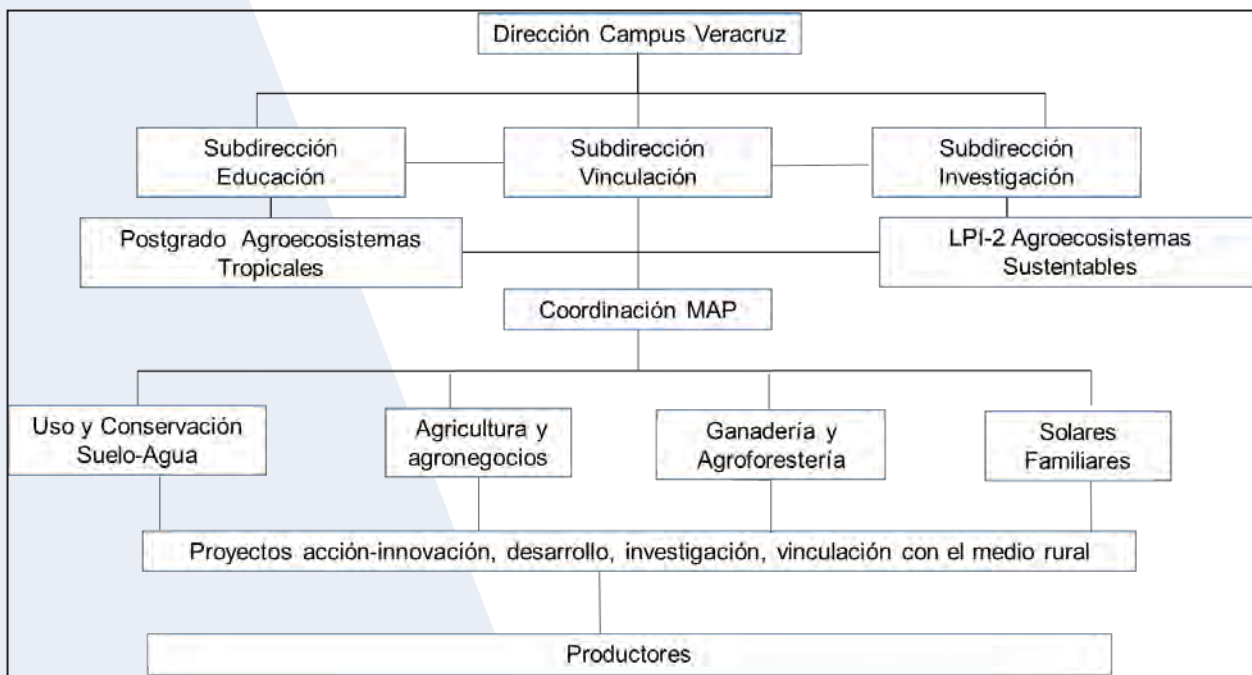 Dirección Campus Veracruz
Subdirección
Educación
Subdirección
Vinculación
Subdirección
Investigación
Postgrado Agroecosistemas
Tropicales
LPI-2 Agroecosistemas
Sustentables
Coordinación MAP
Uso y Conservación
Suelo-Agua
Agricultura y
agronegocios
Ganadería y
Agroforestería
Solares
Familiares
Proyectos acción-innovación, desarrollo, investigación, vinculación con el medio rural
Productores